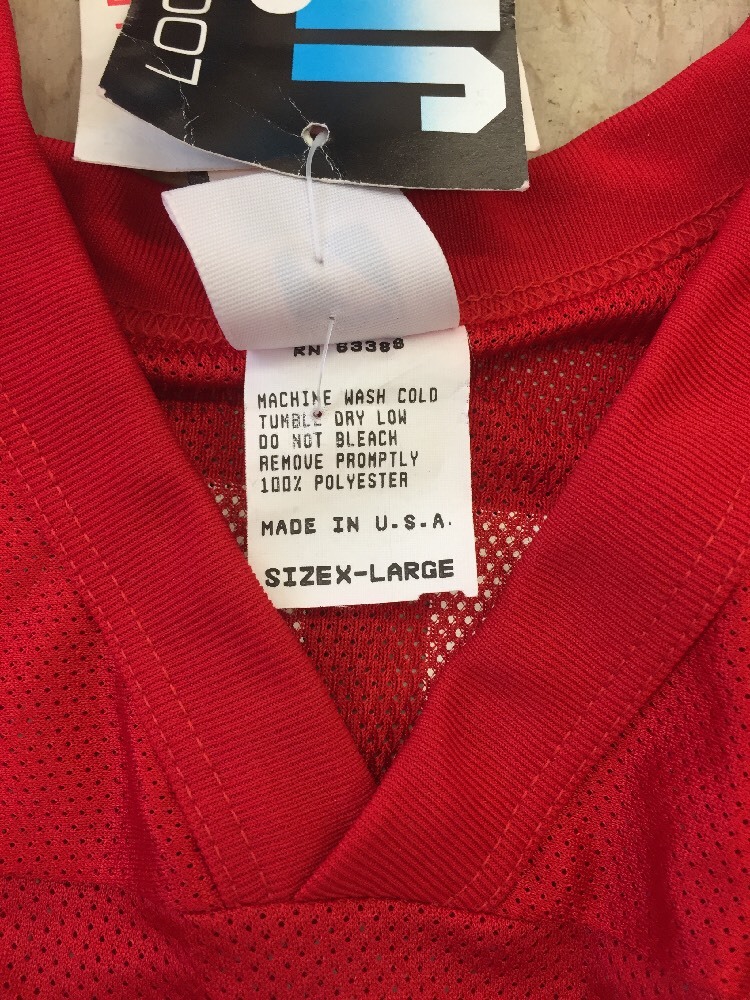 007
RN 63388
MACHINE WASH COLD
TUMBLE DRY LOW
DO NOT BLEACH
REMOVE PROMPTLY
100% POLYESTER
MADE IN U.S.A.
SIZEX-LARGE